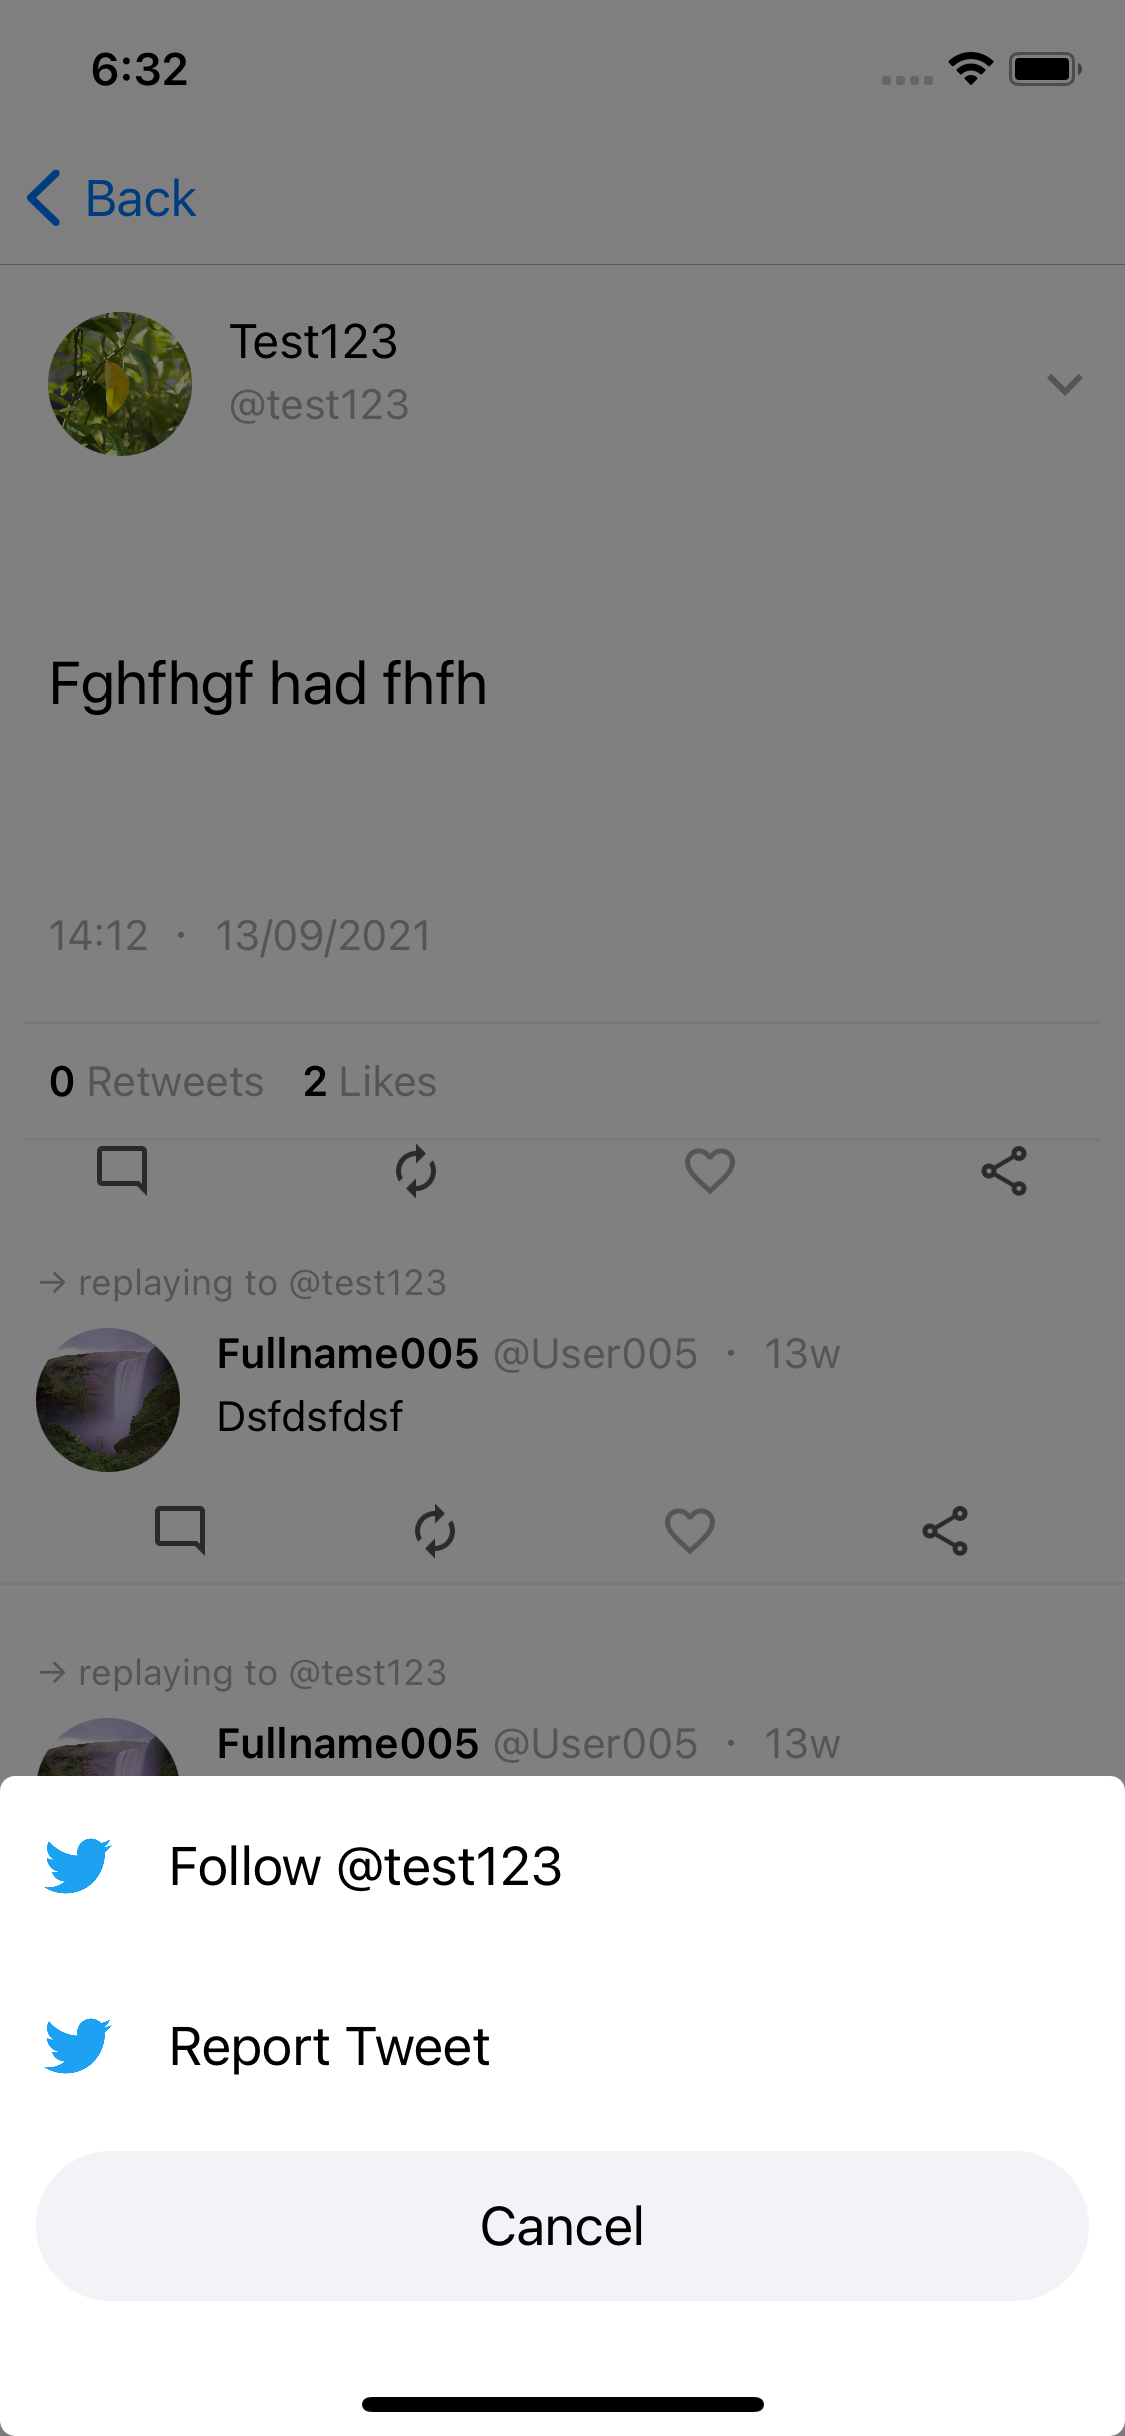 6:32
Back
Test123
@test123
Fghfhgf had fhfh
14:12 · 13/09/2021
0 Retweets 2 Likes
→ replaying to @test123
Fullname005 @User005 · 13w
Dsfdsfdsf
→ replaying to @test123
Fullname005 @User005 · 13w
Follow @test123
Report Tweet
Cancel